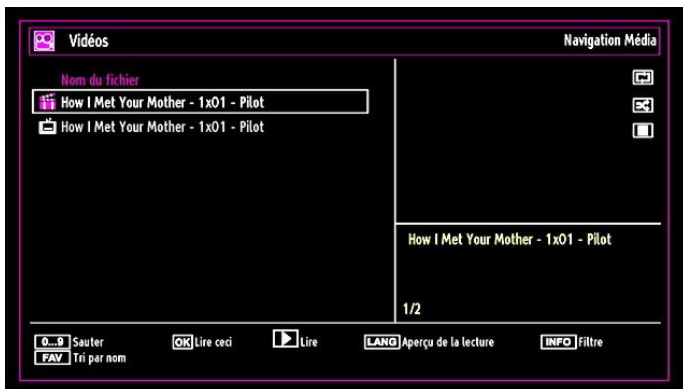 Vidéos
Navigation Média
Nom du fichier
How I Met Your Mother - 1x01 - Pilot
How I Met Your Mother - 1x01 - Pilot
How I Met Your Mother - 1x01 - Pilot
1/2
0...9 Sauter
OK Lire ceci
Lire
LANG Aperçu de la lecture
INFO Filtre
FAV Tri par nom